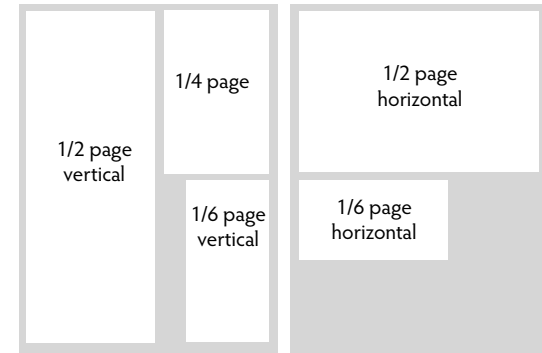 1/2 page
vertical
1/4 page
1/6 page
vertical
1/2 page
horizontal
1/6 page
horizontal